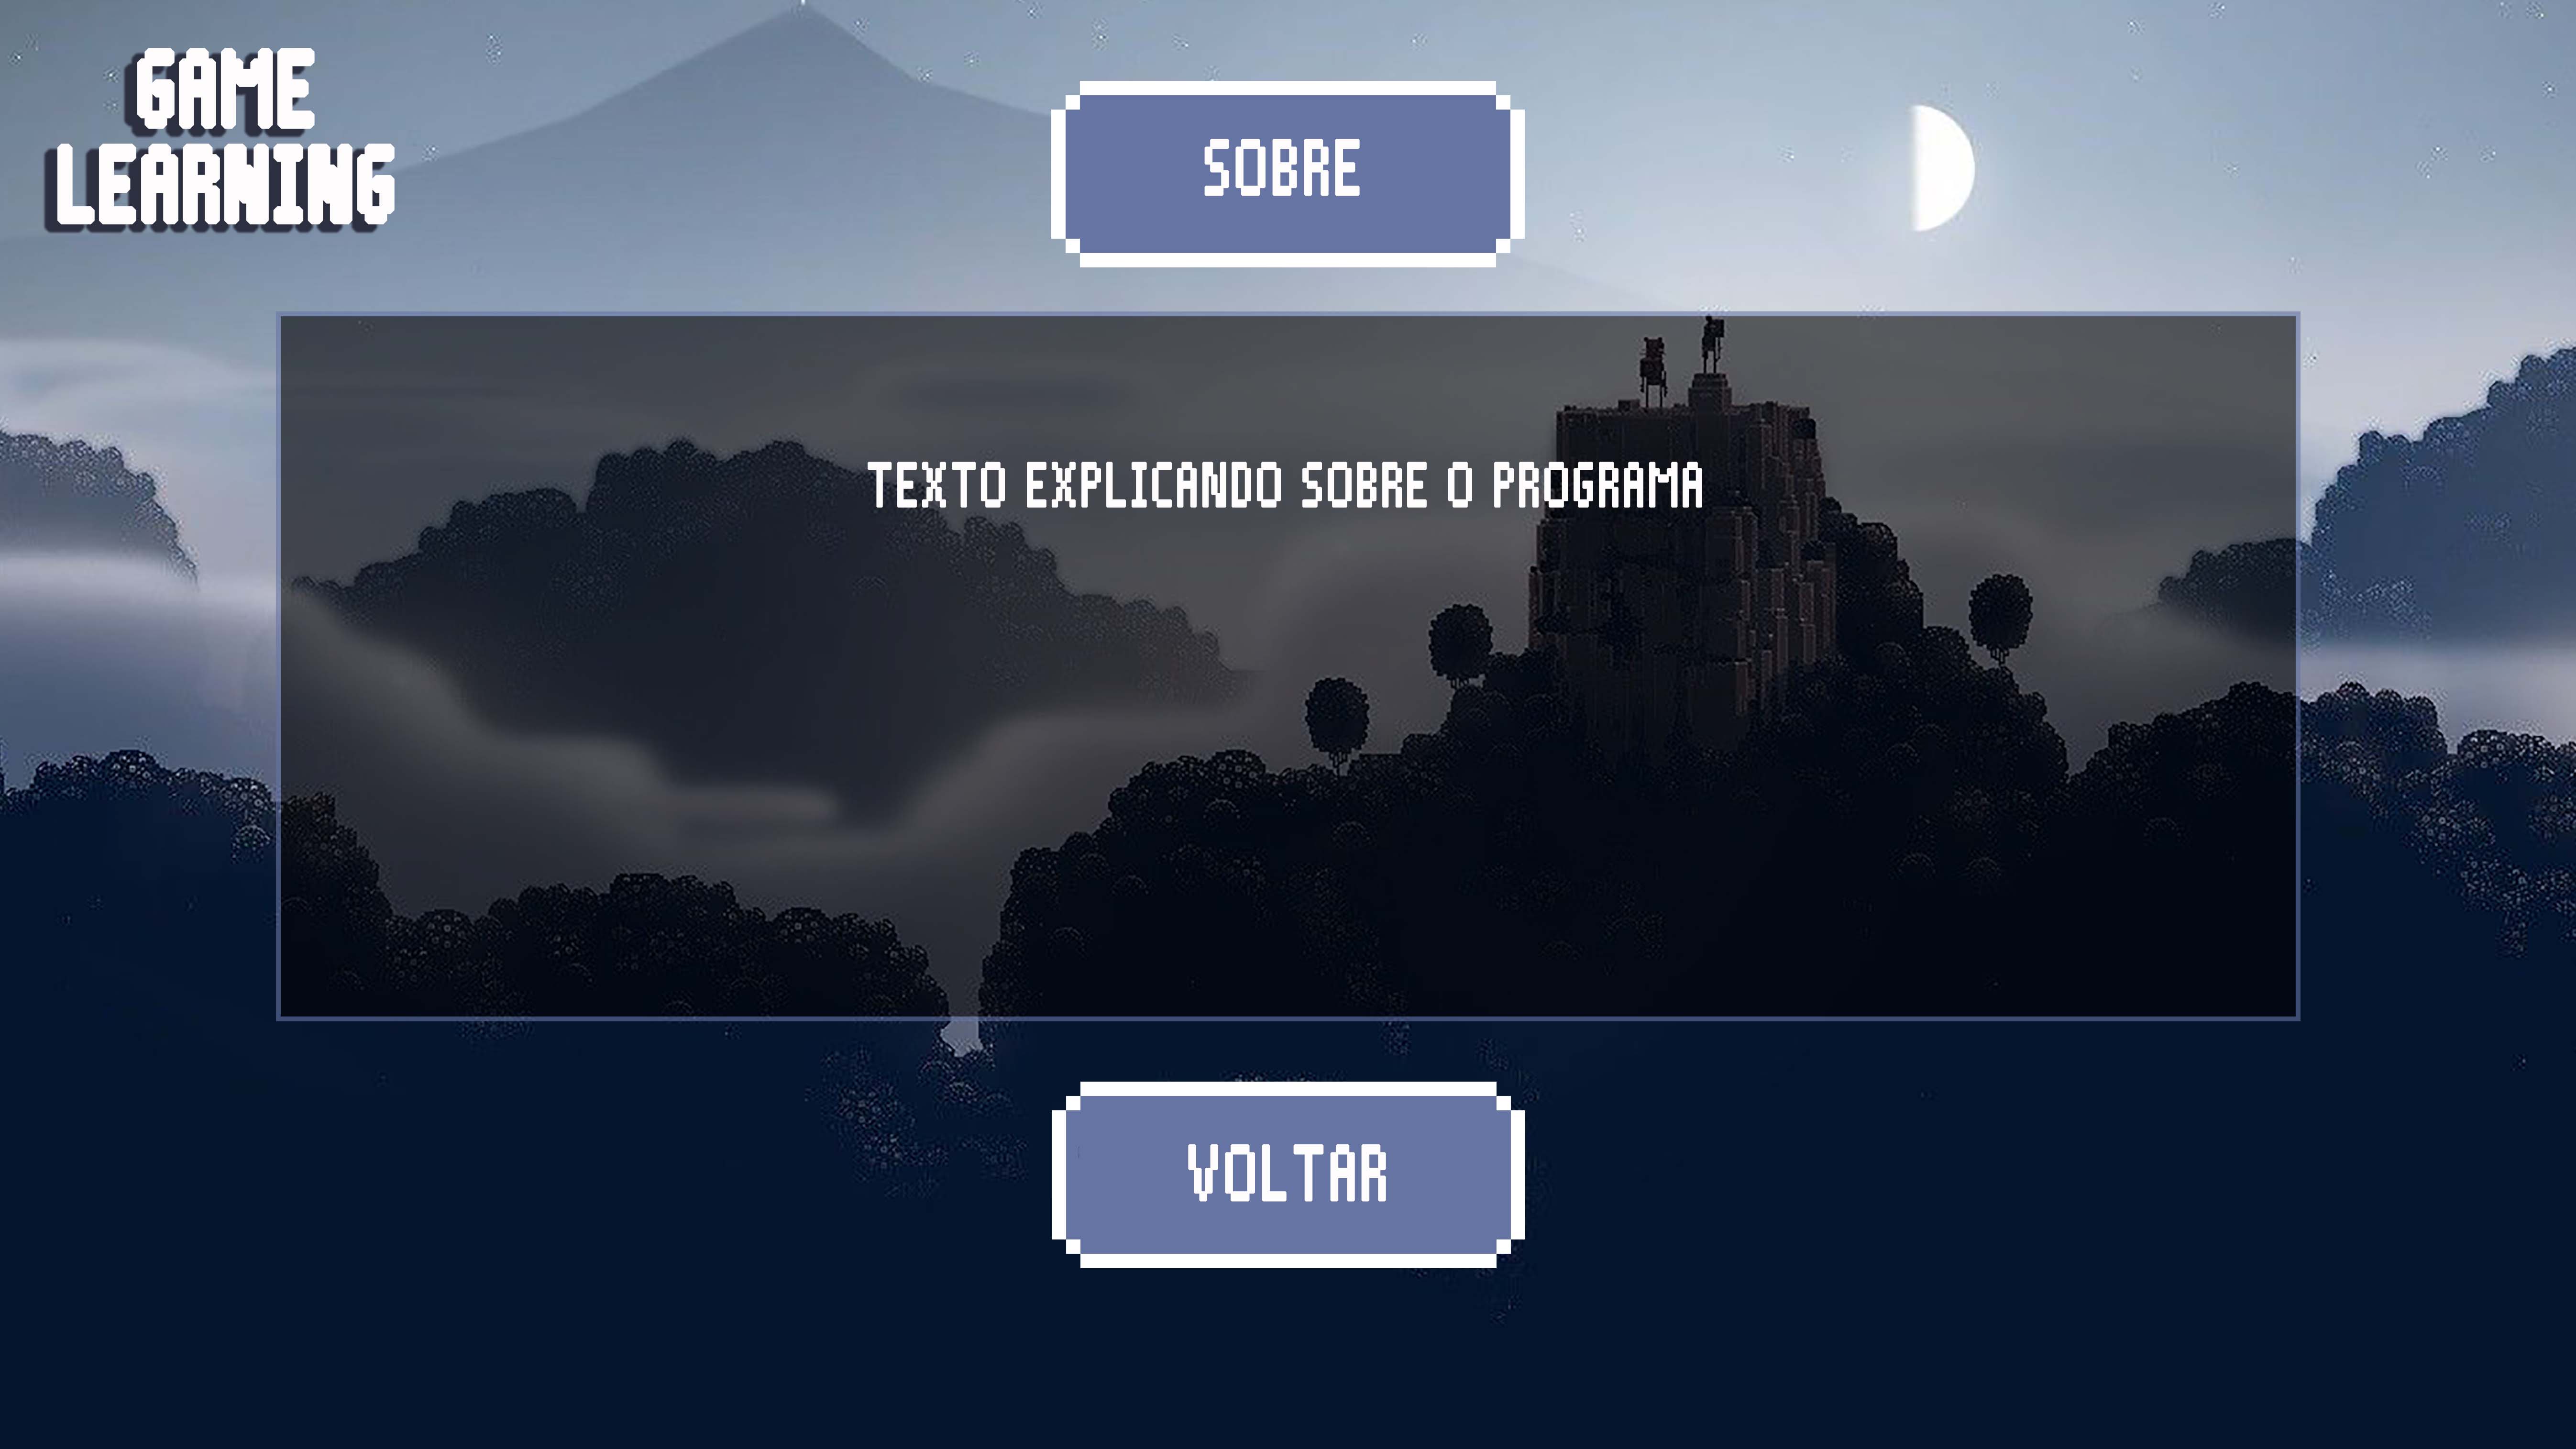 GAME
LEARNING
SOBRE
TEXTO EXPLICANDO SOBRE O PROGRAMA
VOLTAR